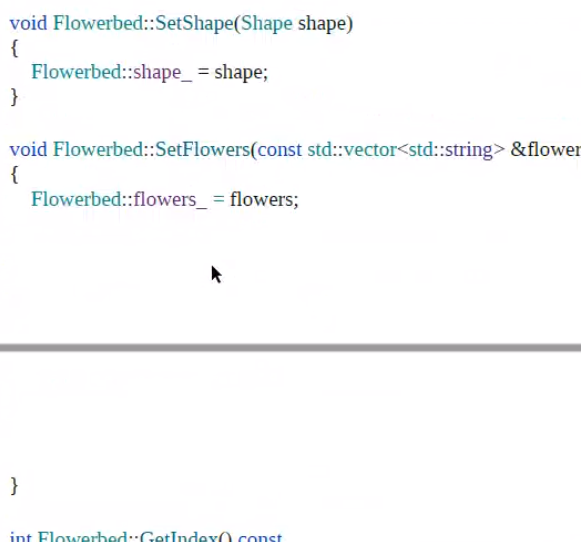 void Flowerbed::SetShape(Shape shape)
{
Flowerbed::shape_ = shape;
}
void Flowerbed::SetFlowers(const std::vector<std::string> &flower
{
Flowerbed::flowers_ = flowers;
}
int Flowerbed::GetIndex() const